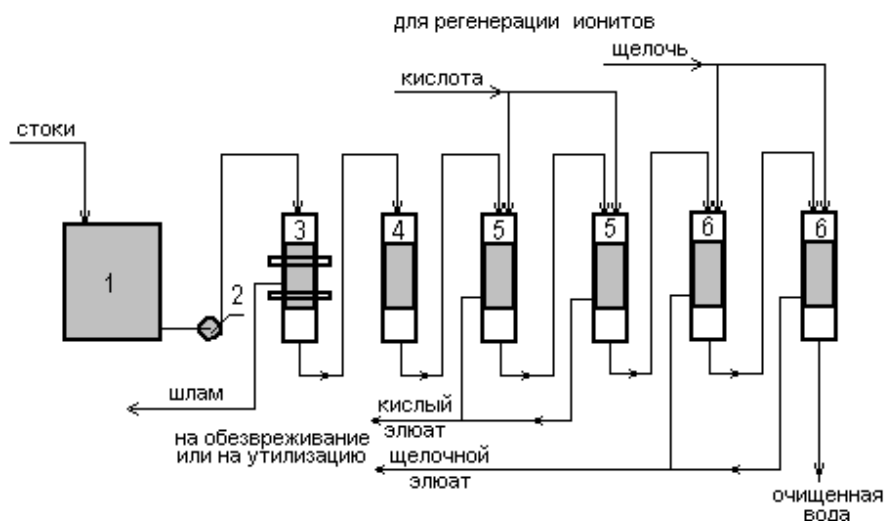 для регенерации ионитов
щелочь
кислота
стоки
3
4
5
5
6
6
1
2
шлам
кислый
элюат
на обезвреживание
или на утилизацию
щелочной
элюат
очищенная
вода